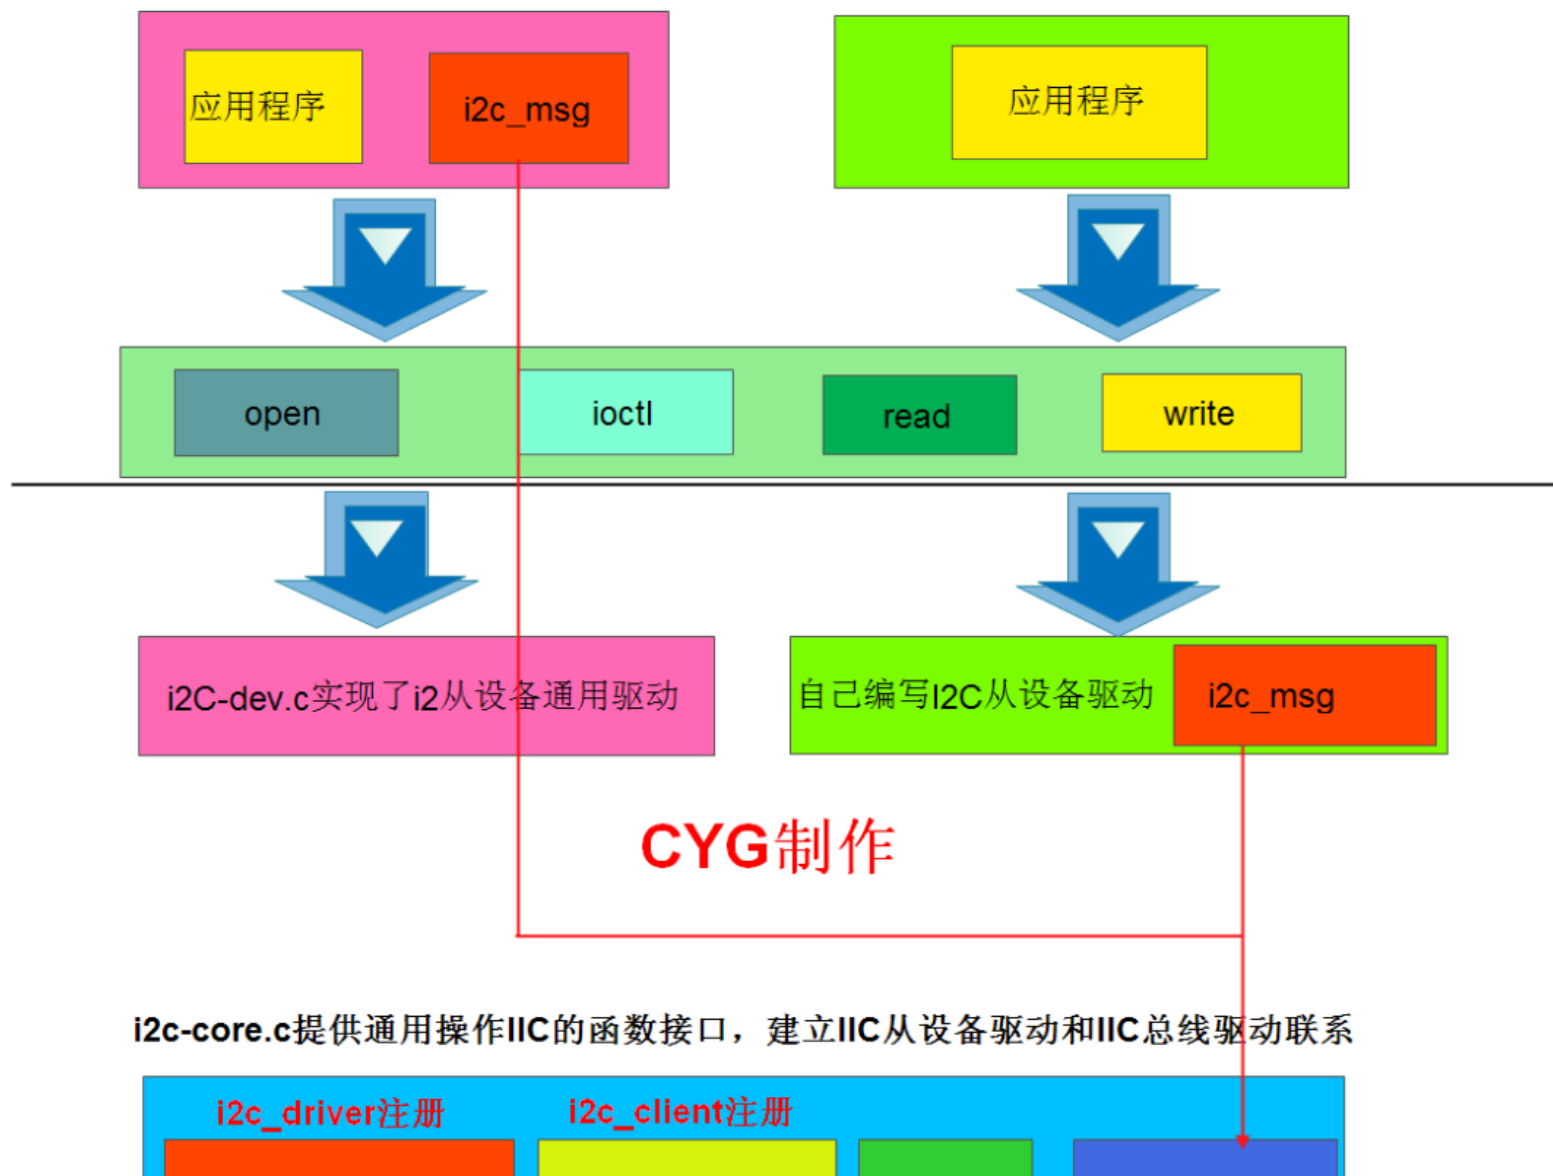 应用程序
i2c_msg
应用程序
open
ioctl
read
write
i2C-dev.c实现了i2从设备通用驱动
自己编写I2C从设备驱动
i2c_msg
CYG制作
i2c-core.c提供通用操作IIC的函数接口，建立IIC从设备驱动和IIC总线驱动联系
i2c_driver注册
i2c_client注册